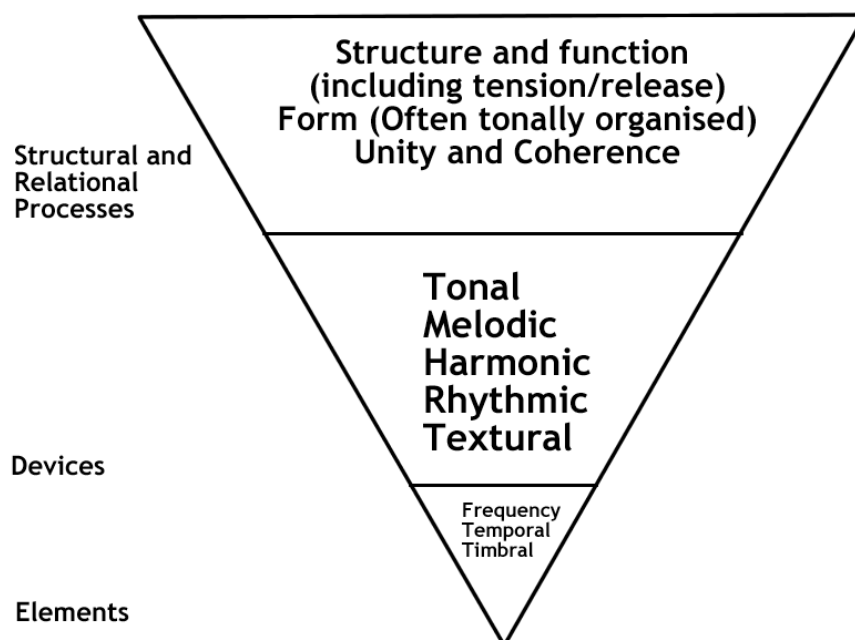 Structure and function
(including tension/release)
Form (Often tonally organised)
Unity and Coherence
Structural and
Relational
Processes
Tonal
Melodic
Harmonic
Rhythmic
Textural
Devices
Frequency
Temporal
Timbral
Elements